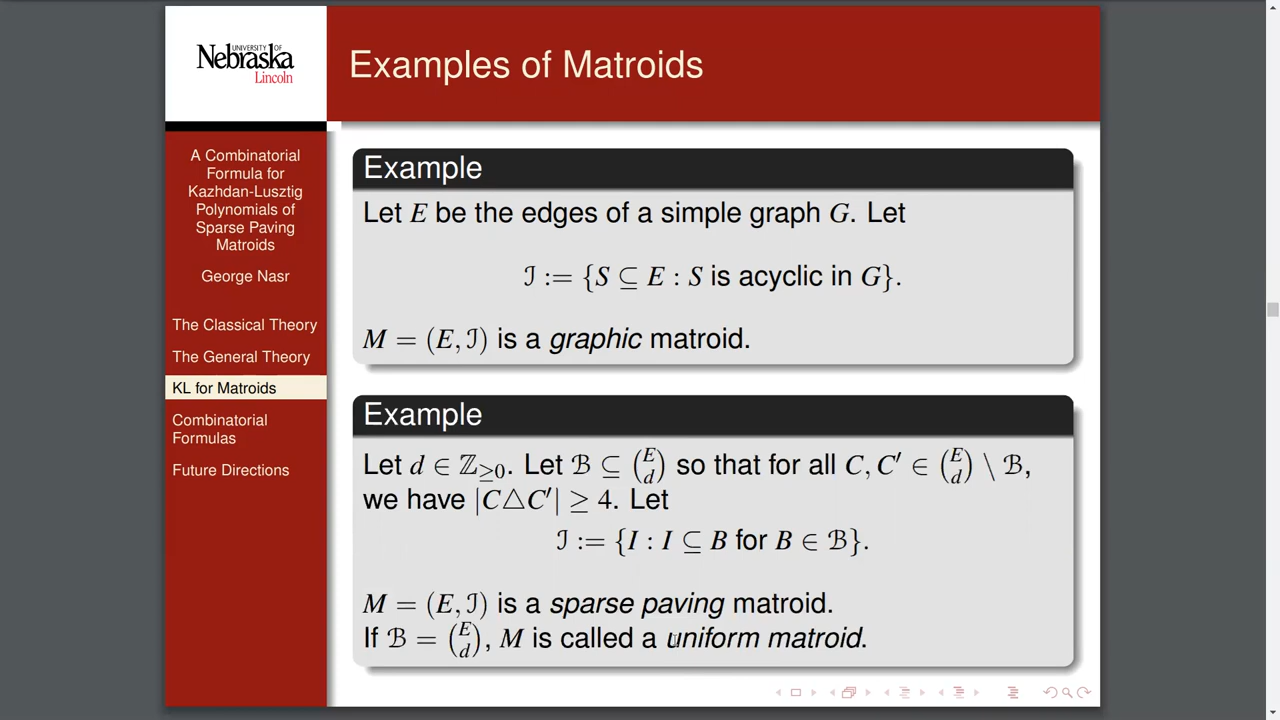 UNIVERSITY OF
Nebraska
Lincoln
Examples of Matroids
A Combinatorial
Formula for
Kazhdan-Lusztig
Polynomials of
Sparse Paving
Matroids
George Nasr
The Classical Theory
The General Theory
KL for Matroids
Combinatorial
Formulas
Future Directions
Example
Let E be the edges of a simple graph G. Let
ℐ := {S ⊆ E : S is acyclic in G}.
M = (E, ℐ) is a graphic matroid.
Example
Let d ∈ ℤ≥0. Let ℬ ⊆ (E d) so that for all C, C′ ∈ (E d) \ ℬ,
we have |C△C′| ≥ 4. Let
ℐ := {I : I ⊆ B for B ∈ ℬ}.
M = (E, ℐ) is a sparse paving matroid.
If ℬ = (E d), M is called a uniform matroid.